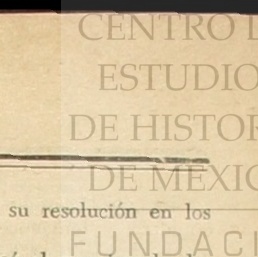 CENTRO D
ESTUDIO
DE HISTOR
DE MEXIC
su resolución en los
FUNDACI